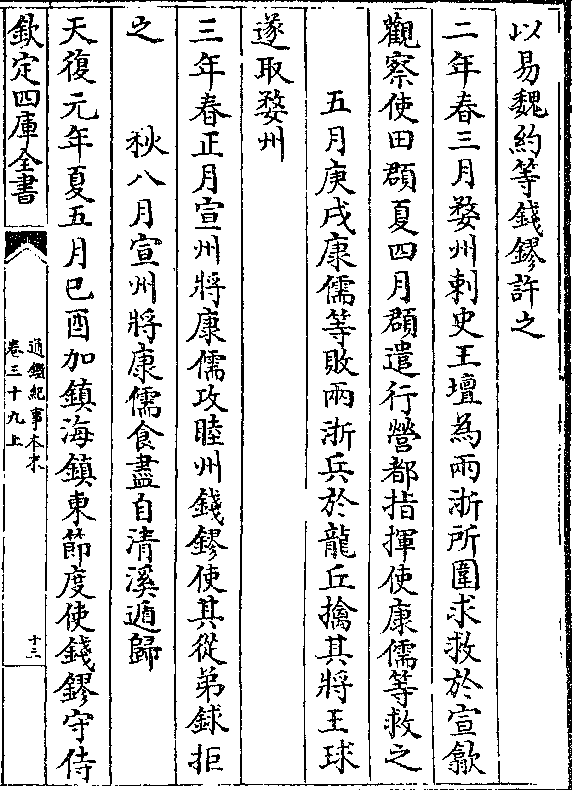 以易魏約等錢鏐許之
二年春三月婺州刺史王壇為兩浙所圍求救於宣歙
觀察使田頵夏四月頵遣行營都指揮使康儒等救之
五月庚戌康儒等敗兩浙兵於龍丘擒其將王球
遂取婺州
三年春正月宣州將康儒攻睦州錢鏐使其從弟銶拒
之　秋八月宣州將康儒食盡自清溪遁歸
天復元年夏五月巳酉加鎮海鎮東節度使錢鏐守侍
欽定四庫全書
通鑑紀事本末
卷三十九上
十三